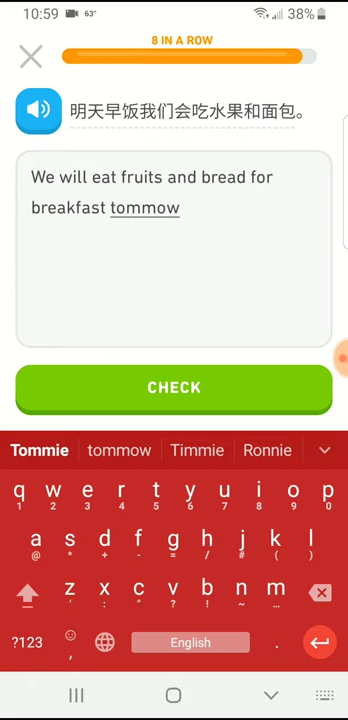 10:59 63° 38%
8 IN A ROW
明天早饭我们会吃水果和面包。
We will eat fruits and bread for
breakfast tommow
CHECK
Tommie tommow Timmie Ronnie
q w e r t y u i o p
1 2 3 4 5 6 7 8 9 0
a s d f g h j k l
@ * + - = / # ( )
z x c v b n m
' : " ? ! ~ …
?123 , English .